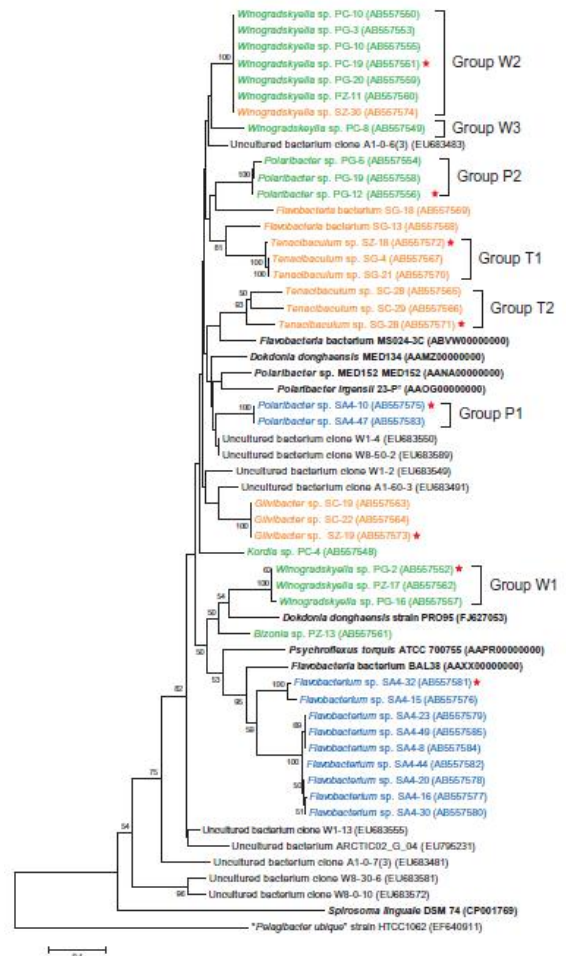 Winogradskyella sp. PC-10 (AB557550)
Winogradskyella sp. PG-3 (AB557553)
Winogradskyella sp. PG-10 (AB557555)
Winogradskyella sp. PC-19 (AB557551)
100
Group W2
Winogradskyella sp. PG-20 (AB557559)
Winogradskyella sp. PZ-11 (AB557560)
Winogradskyella sp. SZ-30 (AB557574)
Winogradskyella sp. PC-8 (AB557549)
Group W3
Uncultured bacterium clone A1-0-6(3) (EU683483)
Polaribacter sp. PG-5 (AB557554)
100
Polaribacter sp. PG-19 (AB557558)
Group P2
Polaribacter sp. PG-12 (AB557556)
Flavobacteria bacterium SG-18 (AB557569)
Flavobacteria bacterium SG-13 (AB557568)
61
Tenacibaculum sp. SZ-18 (AB557572)
100
Tenacibaculum sp. SG-4 (AB557567)
Group T1
100
Tenacibaculum sp. SG-21 (AB557570)
50
Tenacibaculum sp. SC-28 (AB557565)
93
Tenacibaculum sp. SC-29 (AB557566)
Group T2
Tenacibaculum sp. SG-28 (AB557571)
Flavobacteria bacterium MS024-3C (ABVW00000000)
Dokdonia donghaensis MED134 (AAMZ00000000)
Polaribacter sp. MED152 MED152 (AANA00000000)
Polaribacter irgensii 23-P* (AAOG00000000)
100
Polaribacter sp. SA4-10 (AB557575)
Group P1
Polaribacter sp. SA4-47 (AB557583)
Uncultured bacterium clone W1-4 (EU683550)
Uncultured bacterium clone W8-50-2 (EU683589)
Uncultured bacterium clone W1-2 (EU683549)
Uncultured bacterium clone A1-60-3 (EU683491)
Gilvibacter sp. SC-19 (AB557563)
Gilvibacter sp. SC-22 (AB557564)
100
Gilvibacter sp. SZ-19 (AB557573)
Kordia sp. PC-4 (AB557548)
Winogradskyella sp. PG-2 (AB557552)
100
Winogradskyella sp. PZ-17 (AB557562)
Group W1
54
Winogradskyella sp. PG-16 (AB557557)
50
Dokdonia donghaensis strain PRO95 (FJ627053)
Bizonia sp. PZ-13 (AB557561)
50
Psychroflexus torquis ATCC 700755 (AAPR00000000)
53
Flavobacteria bacterium BAL38 (AAXX00000000)
100
Flavobacterium sp. SA4-32 (AB557581)
82
95
Flavobacterium sp. SA4-15 (AB557576)
Flavobacterium sp. SA4-23 (AB557579)
59
Flavobacterium sp. SA4-49 (AB557585)
Flavobacterium sp. SA4-8 (AB557584)
100
Flavobacterium sp. SA4-44 (AB557582)
75
Flavobacterium sp. SA4-20 (AB557578)
50
Flavobacterium sp. SA4-16 (AB557577)
51
Flavobacterium sp. SA4-30 (AB557580)
54
Uncultured bacterium clone W1-13 (EU683555)
Uncultured bacterium ARCTIC02_G_04 (EU795231)
Uncultured bacterium clone A1-0-7(3) (EU683481)
Uncultured bacterium clone W8-30-6 (EU683581)
96
Uncultured bacterium clone W8-0-10 (EU683572)
Spirosoma linguale DSM 74 (CP001769)
"Pelagibacter ubique" strain HTCC1062 (EF640911)